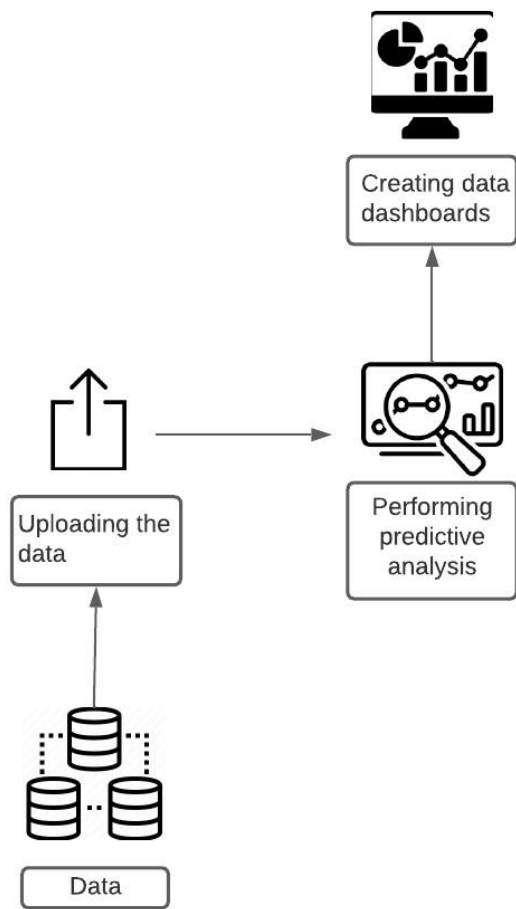 Creating data
dashboards
Uploading the
data
Performing
predictive
analysis
Data